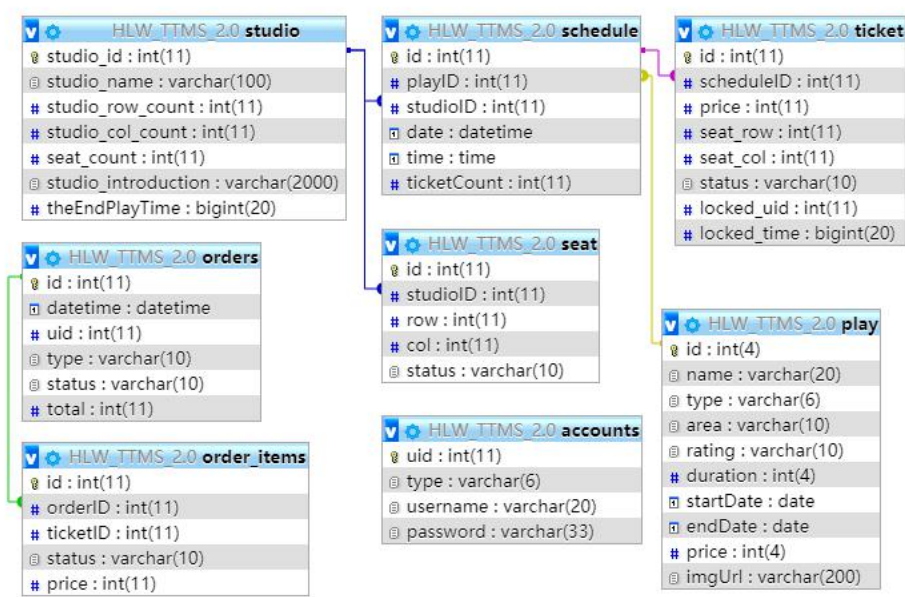 HLW_TTMS_2.0 studio
studio_id : int(11)
studio_name : varchar(100)
studio_row_count : int(11)
studio_col_count : int(11)
seat_count : int(11)
studio_introduction : varchar(2000)
theEndPlayTime : bigint(20)
HLW_TTMS_2.0 schedule
id : int(11)
playID : int(11)
studioID : int(11)
date : datetime
time : time
ticketCount : int(11)
HLW_TTMS_2.0 ticket
id : int(11)
scheduleID : int(11)
price : int(11)
seat_row : int(11)
seat_col : int(11)
status : varchar(10)
locked_uid : int(11)
locked_time : bigint(20)
HLW_TTMS_2.0 orders
id : int(11)
datetime : datetime
uid : int(11)
type : varchar(10)
status : varchar(10)
total : int(11)
HLW_TTMS_2.0 seat
id : int(11)
studioID : int(11)
row : int(11)
col : int(11)
status : varchar(10)
HLW_TTMS_2.0 play
id : int(4)
name : varchar(20)
type : varchar(6)
area : varchar(10)
rating : varchar(10)
duration : int(4)
startDate : date
endDate : date
price : int(4)
imgUrl : varchar(200)
HLW_TTMS_2.0 order_items
id : int(11)
orderID : int(11)
ticketID : int(11)
status : varchar(10)
price : int(11)
HLW_TTMS_2.0 accounts
uid : int(11)
type : varchar(6)
username : varchar(20)
password : varchar(33)